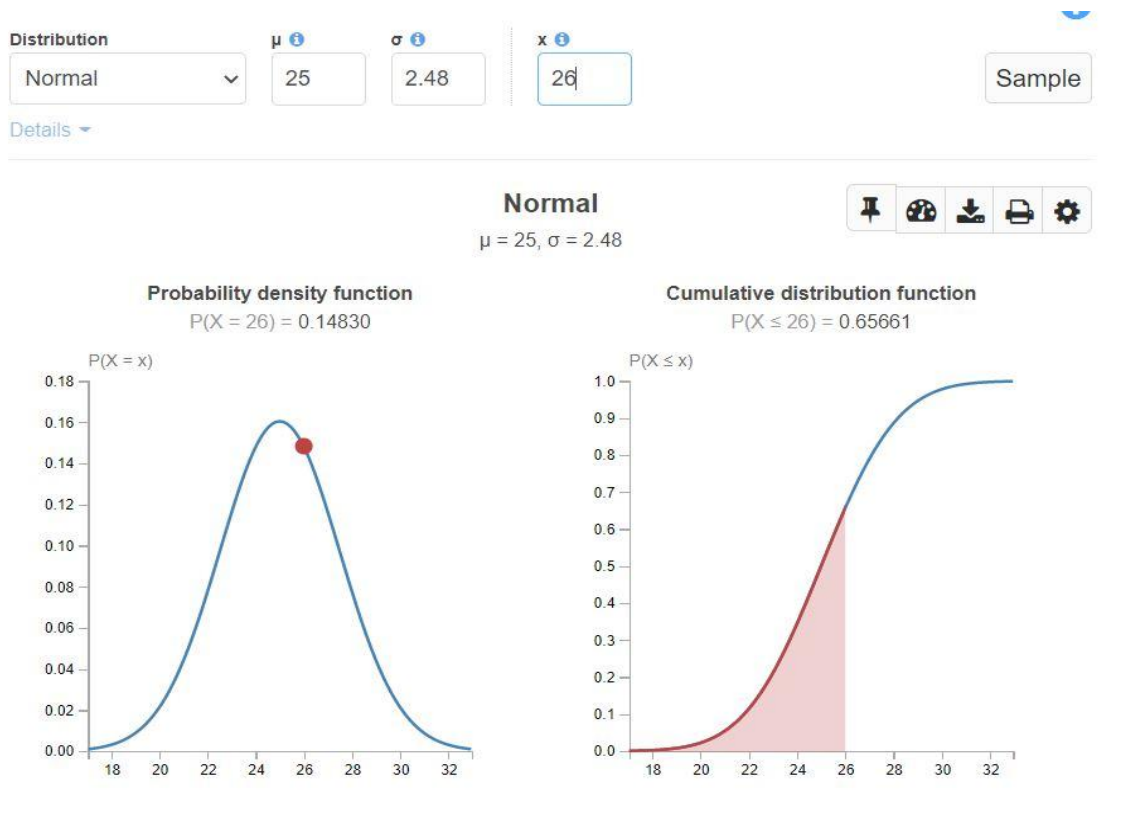 Distribution μ σ x
Normal 25 2.48 26 Sample
Details
Normal
μ = 25, σ = 2.48
Probability density function
P(X = 26) = 0.14830
P(X = x)
0.18
0.16
0.14
0.12
0.10
0.08
0.06
0.04
0.02
0.00
18 20 22 24 26 28 30 32
Cumulative distribution function
P(X ≤ 26) = 0.65661
P(X ≤ x)
1.0
0.9
0.8
0.7
0.6
0.5
0.4
0.3
0.2
0.1
0.0
18 20 22 24 26 28 30 32